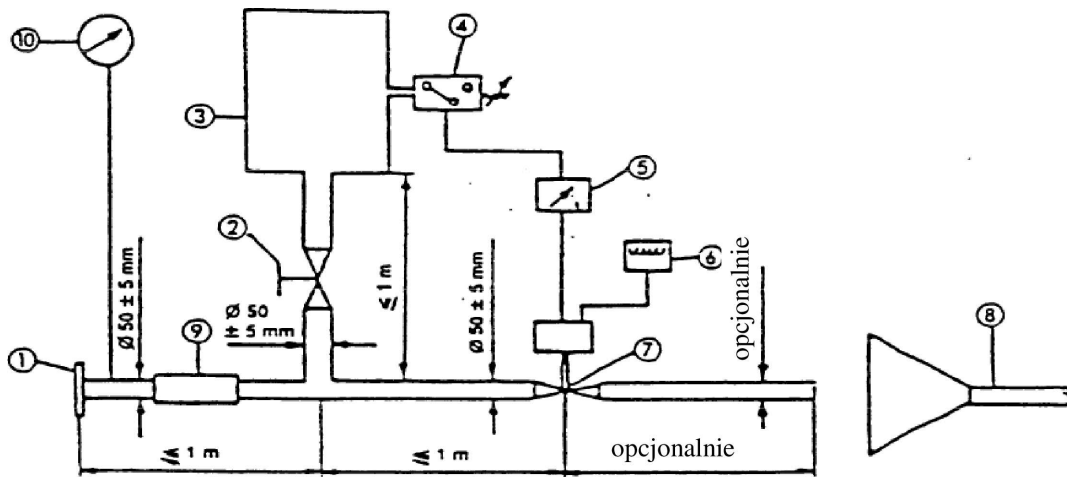 10
4
3
5
2
6
≤ 1 m
Ø 50 ± 5 mm
Ø 50
± 5 mm
Ø 50 ± 5 mm
opcjonalnie
9
7
8
1
1 m
1 m
opcjonalnie